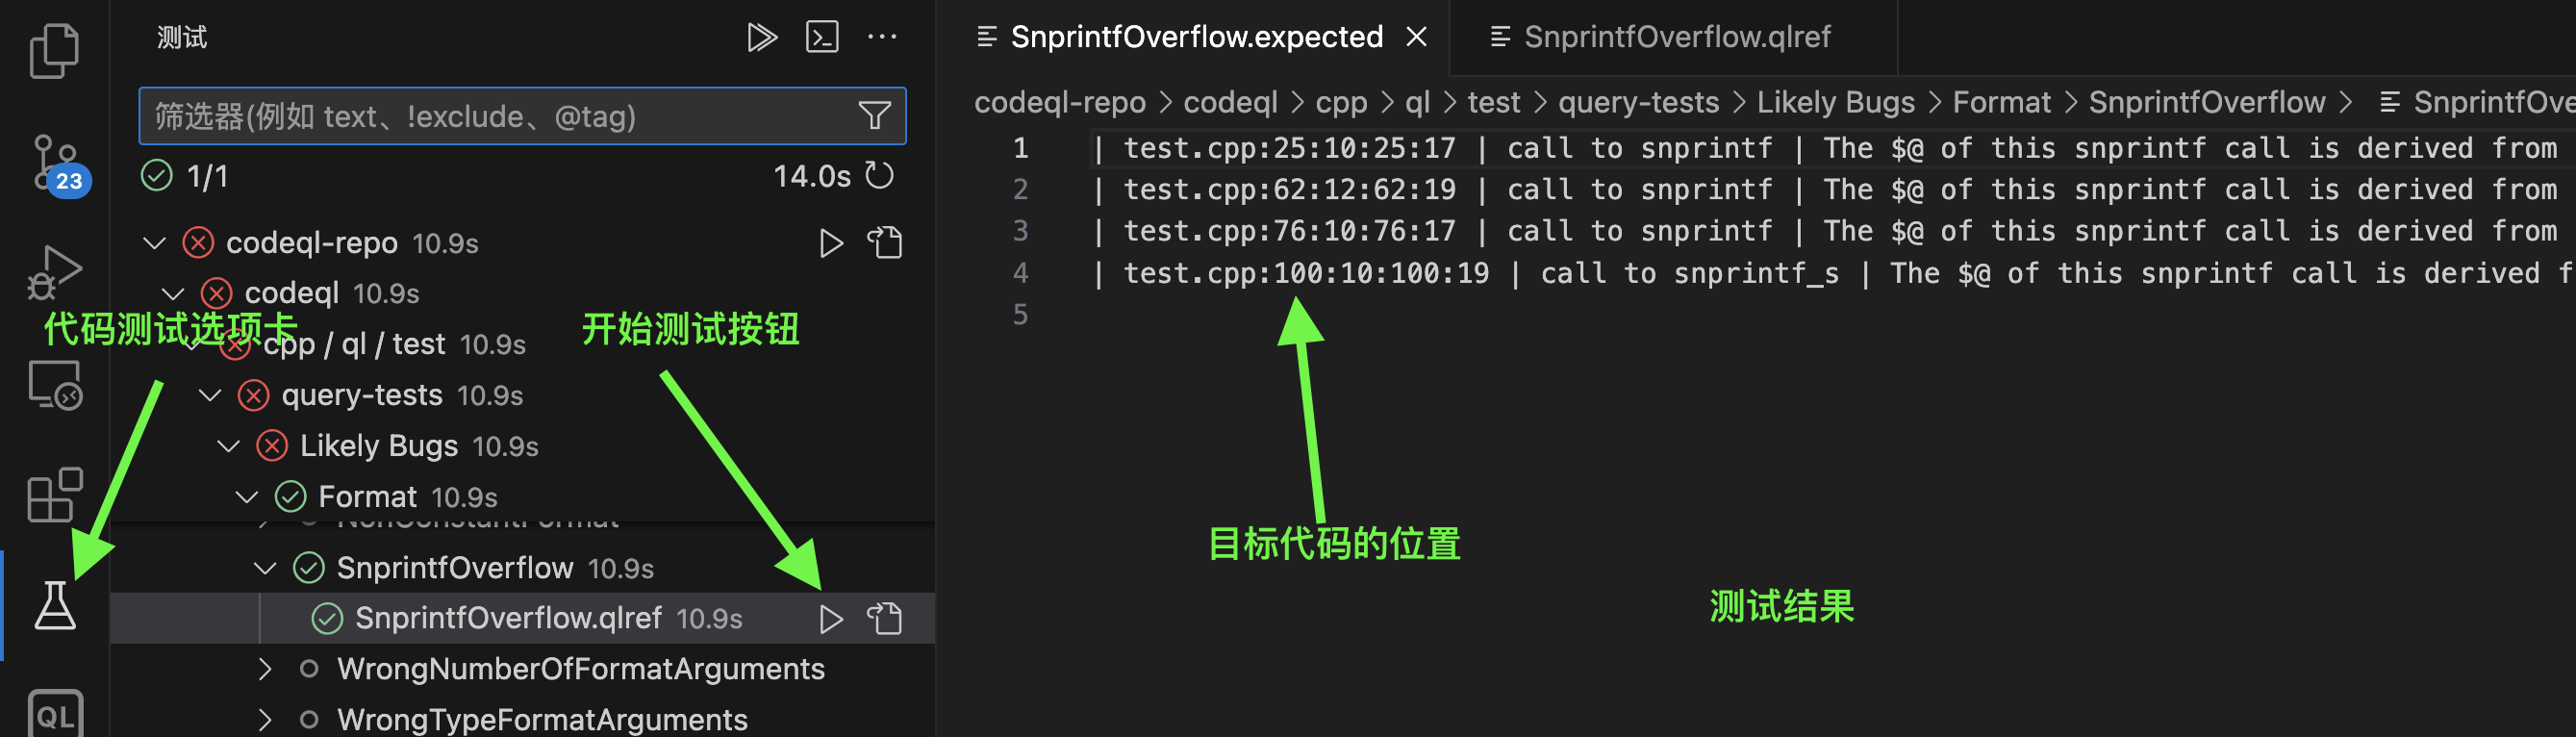 测试
筛选器(例如 text、!exclude、@tag)
1/1
14.0s
23
codeql-repo 10.9s
codeql 10.9s
代码测试选项卡
开始测试按钮
cpp / ql / test 10.9s
query-tests 10.9s
Likely Bugs 10.9s
Format 10.9s
NonConstantFormat
SnprintfOverflow 10.9s
SnprintfOverflow.qlref 10.9s
WrongNumberOfFormatArguments
WrongTypeFormatArguments
QL
SnprintfOverflow.expected
SnprintfOverflow.qlref
codeql-repo > codeql > cpp > ql > test > query-tests > Likely Bugs > Format > SnprintfOverflow > SnprintfOve
1 | test.cpp:25:10:25:17 | call to snprintf | The $@ of this snprintf call is derived from
2 | test.cpp:62:12:62:19 | call to snprintf | The $@ of this snprintf call is derived from
3 | test.cpp:76:10:76:17 | call to snprintf | The $@ of this snprintf call is derived from
4 | test.cpp:100:10:100:19 | call to snprintf_s | The $@ of this snprintf call is derived f
5
目标代码的位置
测试结果